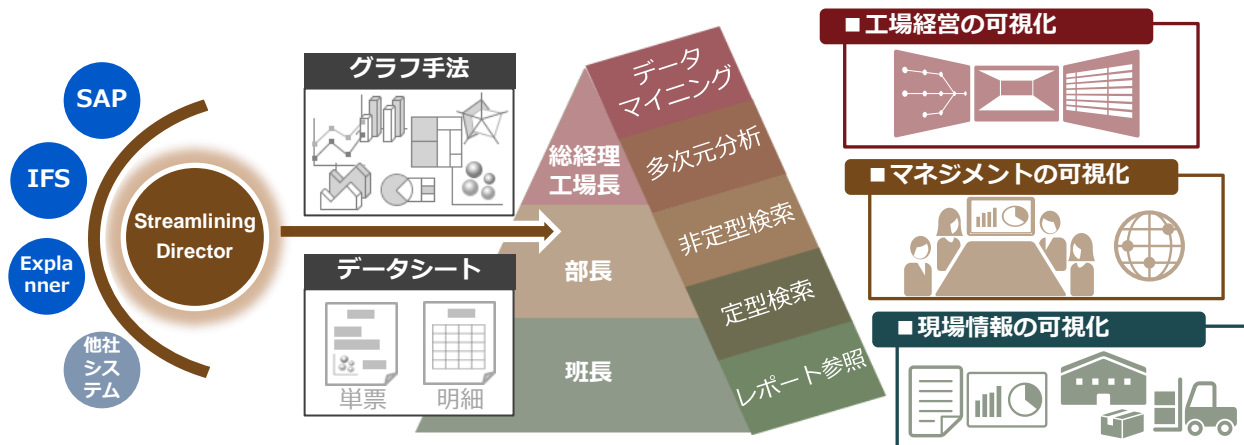 SAP
IFS
Expla
nner
他社
シス
テム
Streamlining
Director
グラフ手法
データシート
単票
明細
総経理
工場長
部長
班長
データ
マイニング
多次元分析
非定型検索
定型検索
レポート参照
■工場経営の可視化
■マネジメントの可視化
■現場情報の可視化